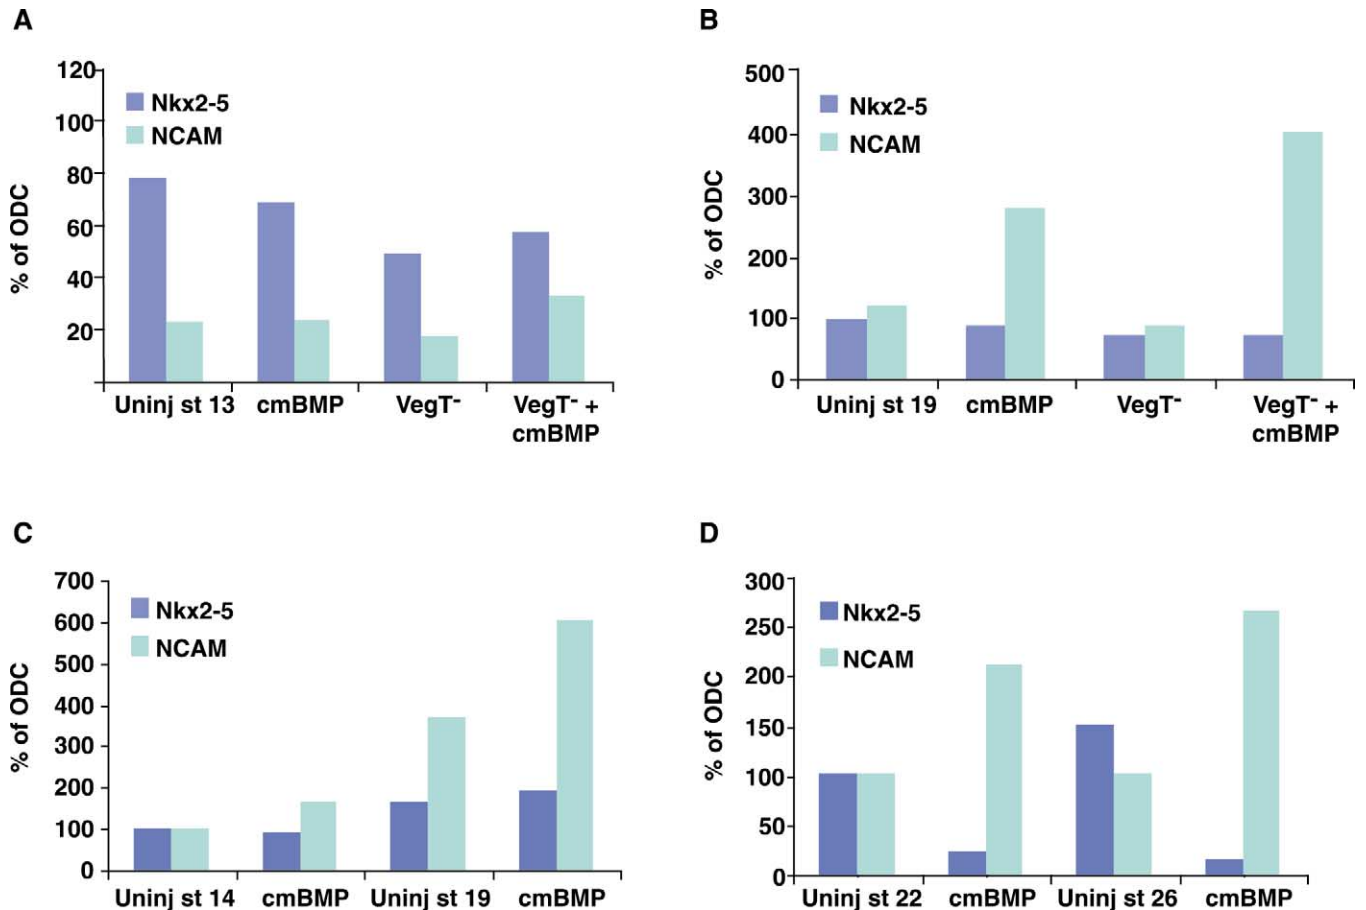 A
% of ODC
120
100
80
60
40
20
Nkx2-5
NCAM
Uninj st 13
cmBMP
VegT-
VegT- +
cmBMP
B
% of ODC
500
400
300
200
100
0
Nkx2-5
NCAM
Uninj st 19
cmBMP
VegT-
VegT- +
cmBMP
C
% of ODC
700
600
500
400
300
200
100
0
Nkx2-5
NCAM
Uninj st 14
cmBMP
Uninj st 19
cmBMP
D
% of ODC
300
250
200
150
100
50
0
Nkx2-5
NCAM
Uninj st 22
cmBMP
Uninj st 26
cmBMP